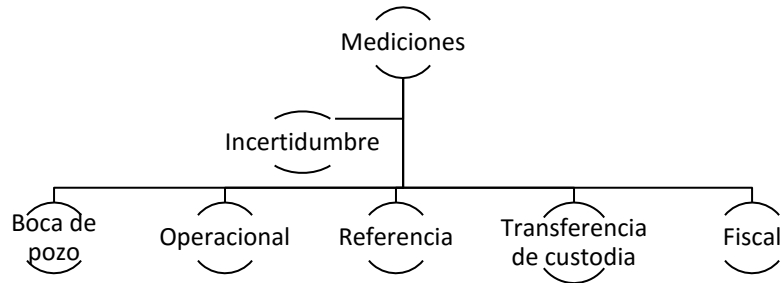 Mediciones
Incertidumbre
Boca de
pozo
Operacional
Referencia
Transferencia
de custodia
Fiscal